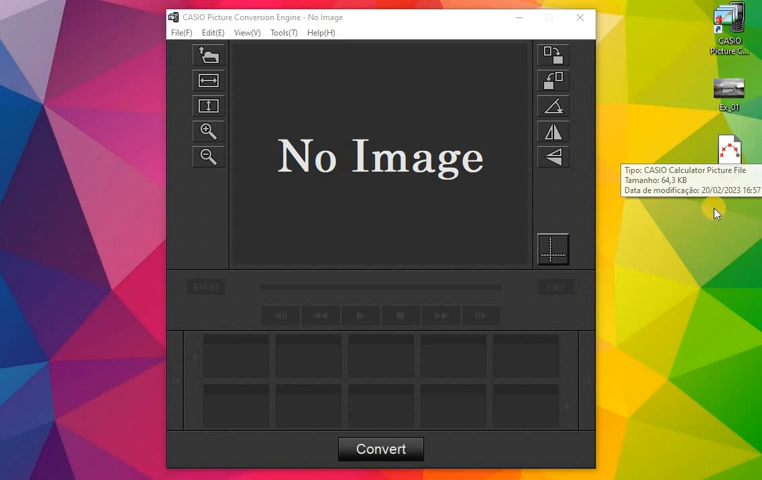 CASIO Picture Conversion Engine - No Image
File(F) Edit(E) View(V) Tools(T) Help(H)
No Image
START
END
Convert
CASIO
Picture C...
Ex_01
Tipo: CASIO Calculator Picture File
Tamanho: 64,3 KB
Data de modificação: 20/02/2023 16:57